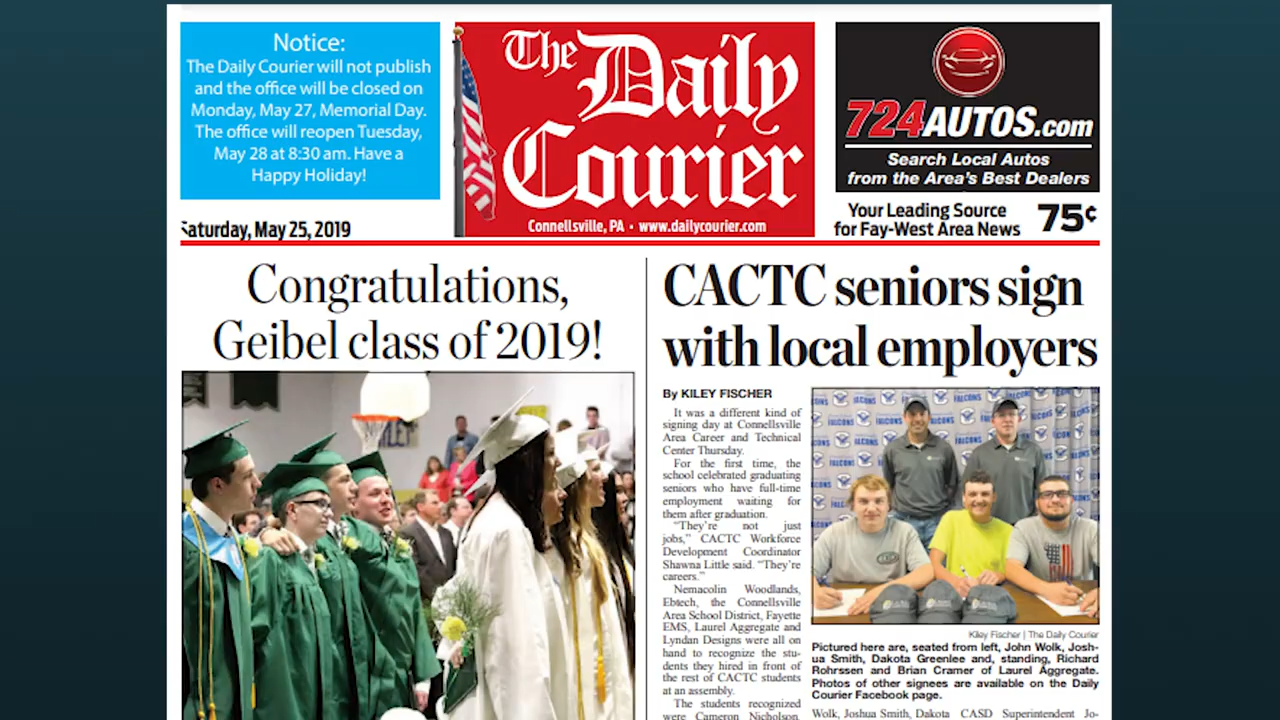 Notice:
The Daily Courier will not publish
and the office will be closed on
Monday, May 27, Memorial Day.
The office will reopen Tuesday,
May 28 at 8:30 am. Have a
Happy Holiday!
Saturday, May 25, 2019
The
Daily
Courier
Connellsville, PA • www.dailycourier.com
724AUTOS.com
Search Local Autos
from the Area's Best Dealers
Your Leading Source
for Fay-West Area News
75¢
Congratulations,
Geibel class of 2019!
CACTC seniors sign
with local employers
By KILEY FISCHER
It was a different kind of
signing day at Connellsville
Area Career and Technical
Center Thursday.
For the first time, the
school celebrated graduating
seniors who have full-time
employment waiting for
them after graduation.
"They're not just
jobs," CACTC Workforce
Development Coordinator
Shawna Little said. "They're
careers."
Nemacolin Woodlands,
Ebtech, the Connellsville
Area School District, Fayette
EMS, Laurel Aggregate and
Lyndan Designs were all on
hand to recognize the stu-
dents they hired in front of
the rest of CACTC students
at an assembly.
The students recognized
were Cameron Nicholson,
FALCONS
Kiley Fischer | The Daily Courier
Pictured here are, seated from left, John Wolk, Josh-
ua Smith, Dakota Greenlee and, standing, Richard
Rohrssen and Brian Cramer of Laurel Aggregate.
Photos of other signees are available on the Daily
Courier Facebook page.
Wolk, Joshua Smith, Dakota
CASD Superintendent Jo-